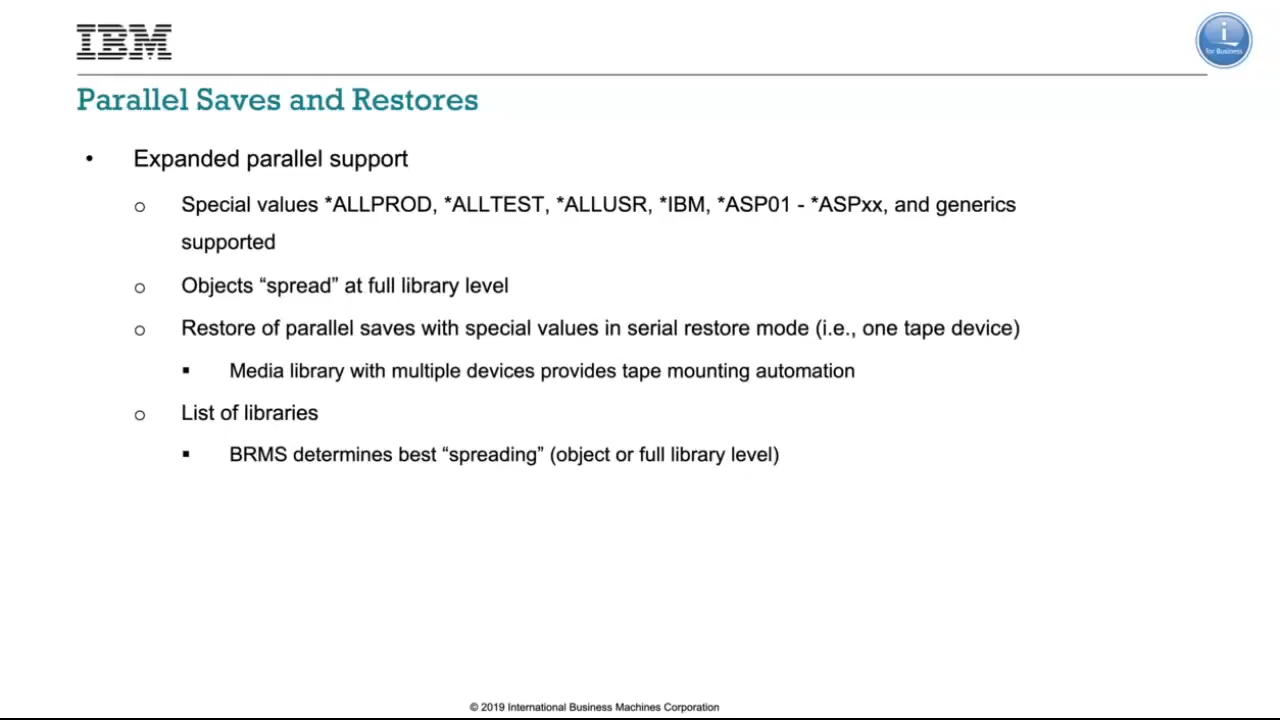 IBM
i
for Business
Parallel Saves and Restores
• Expanded parallel support
o Special values *ALLPROD, *ALLTEST, *ALLUSR, *IBM, *ASP01 - *ASPxx, and generics
supported
o Objects “spread” at full library level
o Restore of parallel saves with special values in serial restore mode (i.e., one tape device)
▪ Media library with multiple devices provides tape mounting automation
o List of libraries
▪ BRMS determines best “spreading” (object or full library level)
© 2019 International Business Machines Corporation